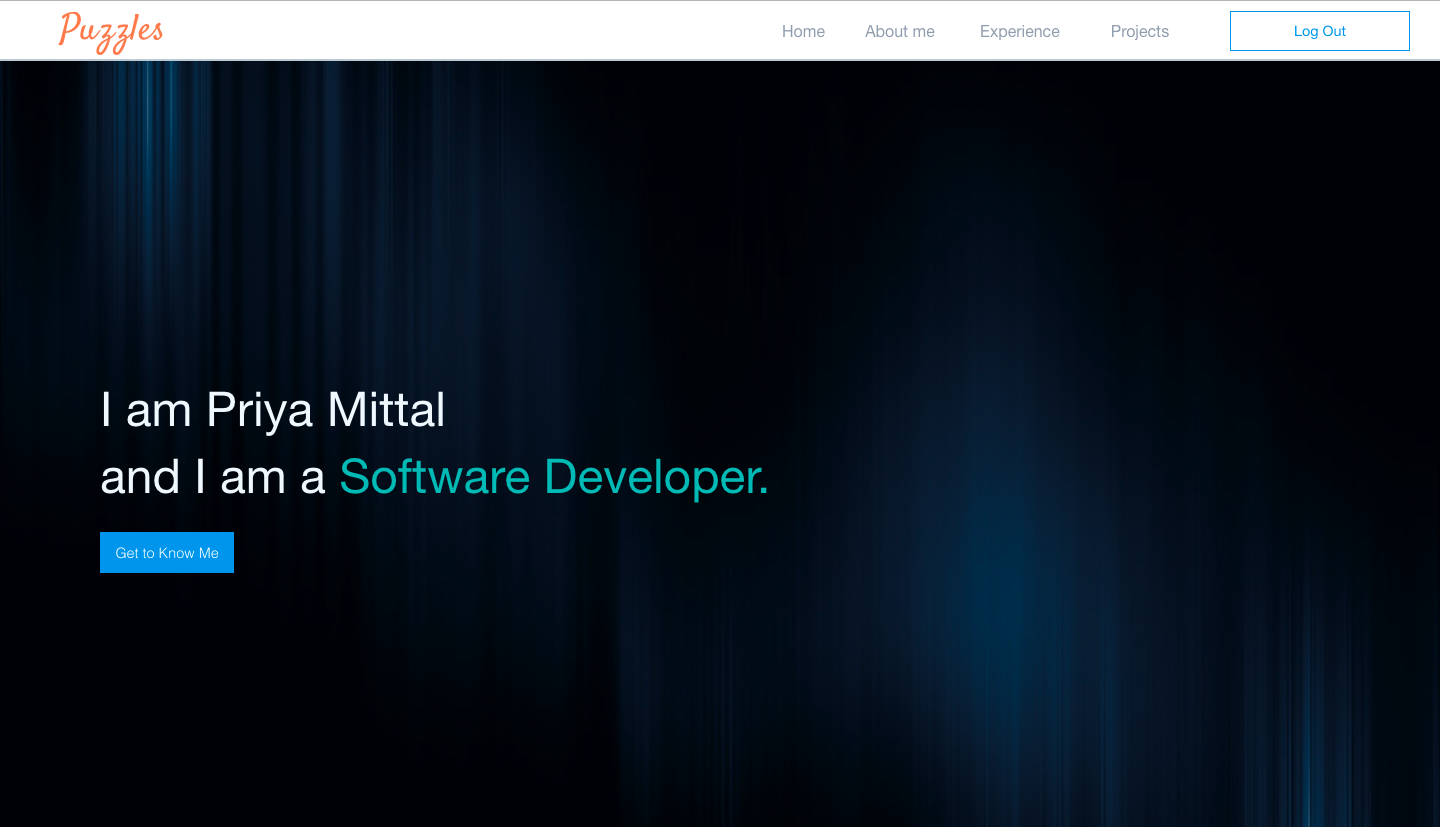 Puzzles
Home About me Experience Projects Log Out
I am Priya Mittal
and I am a Software Developer.
Get to Know Me